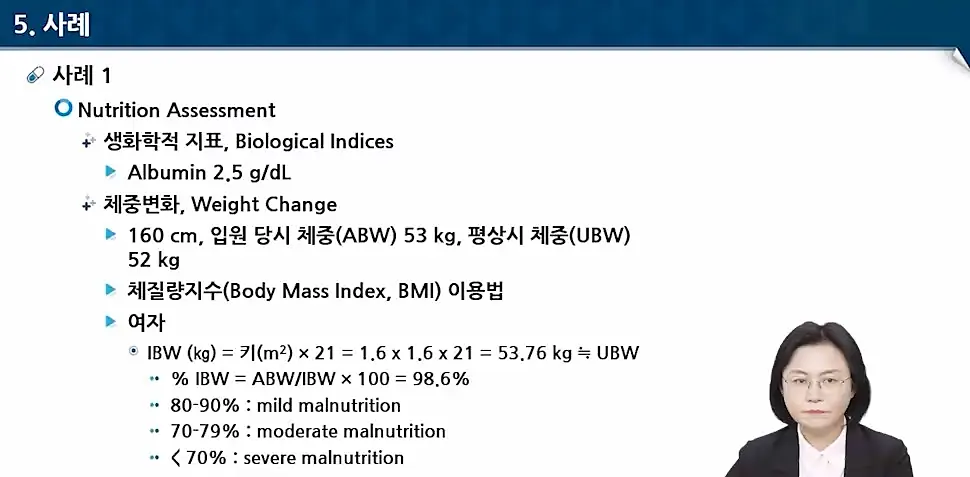 5. 사례
사례 1
Nutrition Assessment
생화학적 지표, Biological Indices
Albumin 2.5 g/dL
체중변화, Weight Change
160 cm, 입원 당시 체중(ABW) 53 kg, 평상시 체중(UBW)
52 kg
체질량지수(Body Mass Index, BMI) 이용법
여자
IBW (㎏) = 키(m²) × 21 = 1.6 x 1.6 x 21 = 53.76 kg ≒ UBW
% IBW = ABW/IBW × 100 = 98.6%
80-90% : mild malnutrition
70-79% : moderate malnutrition
< 70% : severe malnutrition